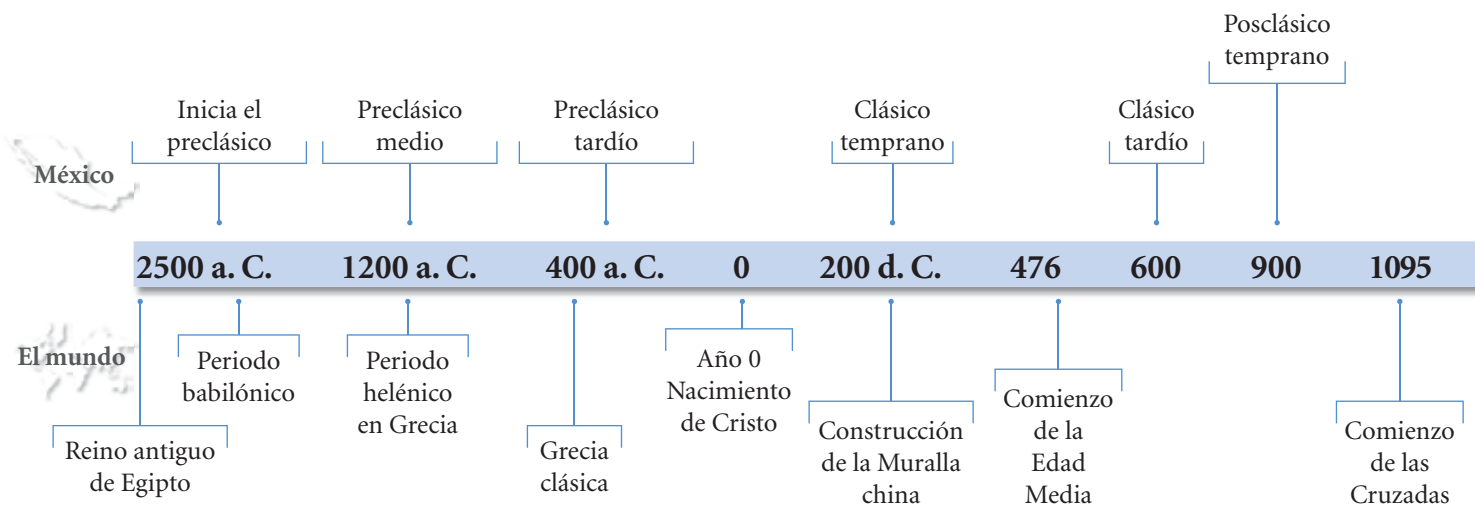 Posclásico
temprano
Inicia el
preclásico
Preclásico
medio
Preclásico
tardío
Clásico
temprano
Clásico
tardío
México
2500 a. C. 1200 a. C. 400 a. C. 0 200 d. C. 476 600 900 1095
El mundo
Periodo
babilónico
Periodo
helénico
en Grecia
Año 0
Nacimiento
de Cristo
Comienzo
de la
Edad
Media
Reino antiguo
de Egipto
Grecia
clásica
Construcción
de la Muralla
china
Comienzo
de las
Cruzadas